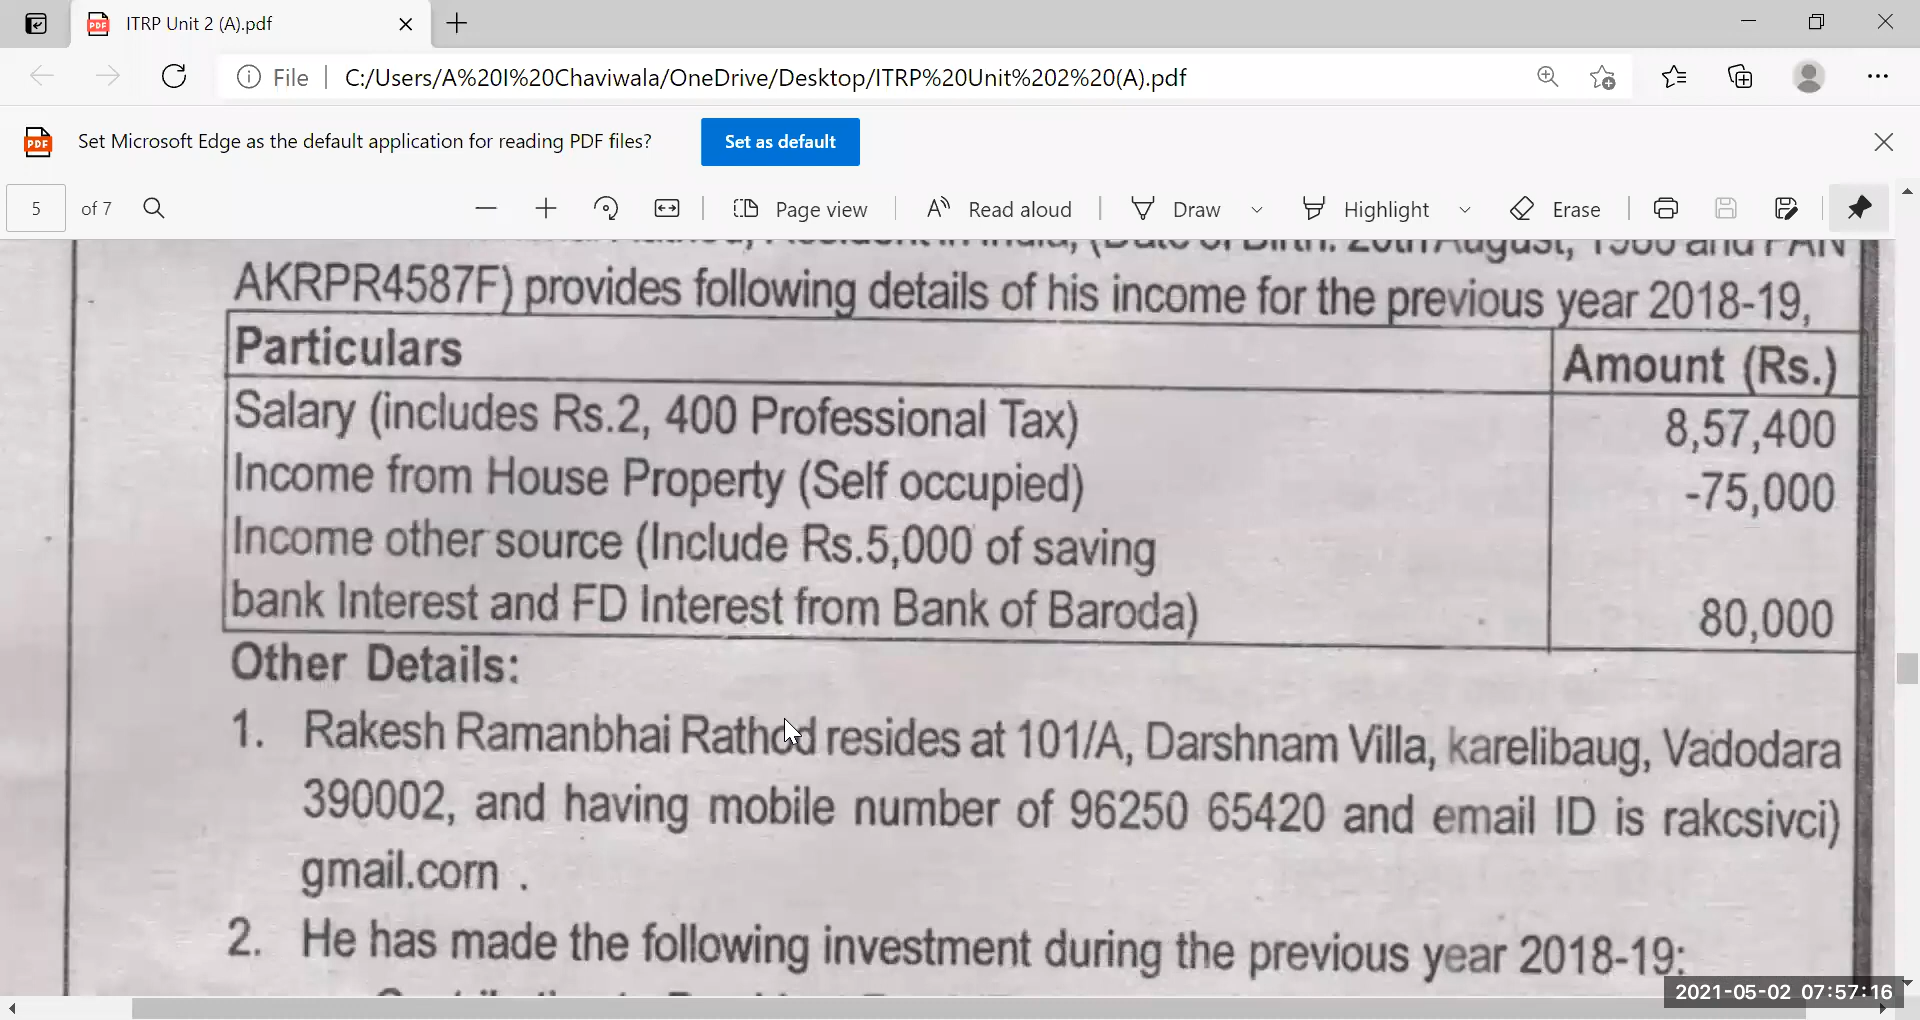 ITRP Unit 2 (A).pdf
File C:/Users/A%20I%20Chaviwala/OneDrive/Desktop/ITRP%20Unit%202%20(A).pdf
Set Microsoft Edge as the default application for reading PDF files? Set as default
5 of 7 Page view Read aloud Draw Highlight Erase
AKRPR4587F) provides following details of his income for the previous year 2018-19,
Particulars Amount (Rs.)
Salary (includes Rs.2, 400 Professional Tax) 8,57,400
Income from House Property (Self occupied) -75,000
Income other source (Include Rs.5,000 of saving
bank Interest and FD Interest from Bank of Baroda) 80,000
Other Details:
1. Rakesh Ramanbhai Rathod resides at 101/A, Darshnam Villa, karelibaug, Vadodara
390002, and having mobile number of 96250 65420 and email ID is rakcsivci)
gmail.corn .
2. He has made the following investment during the previous year 2018-19:
2021-05-02 07:57:16